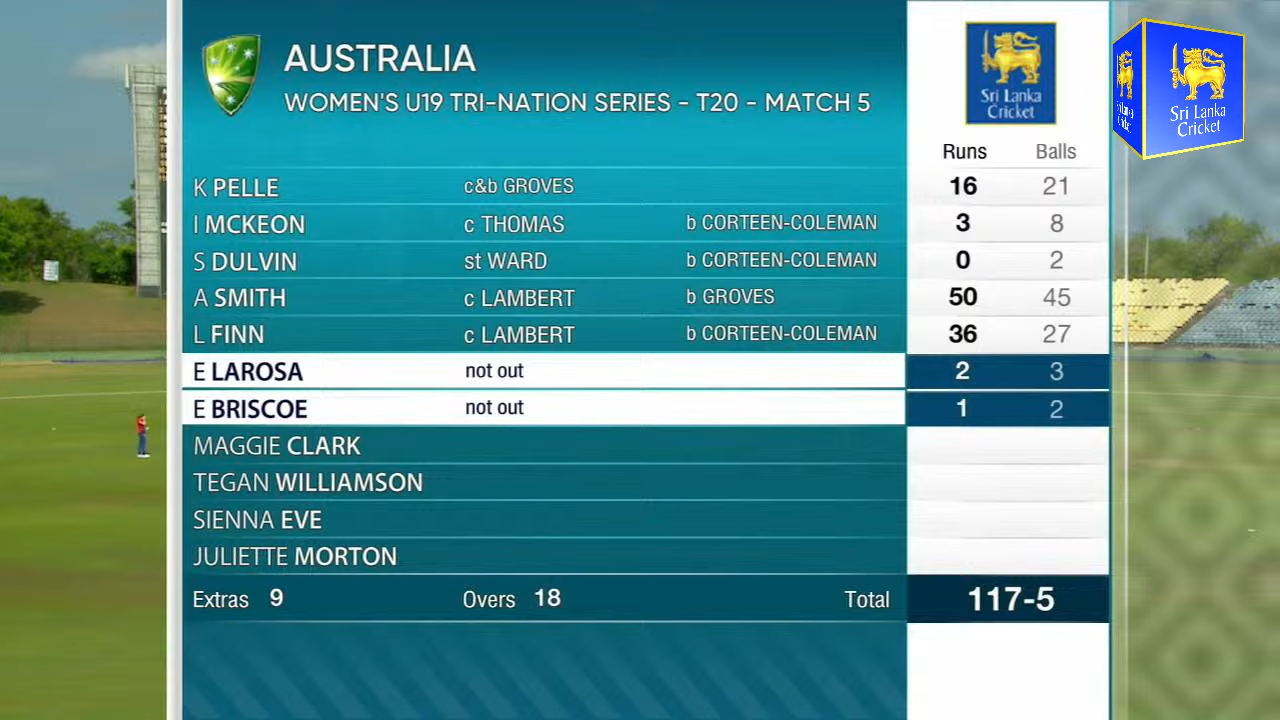 AUSTRALIA
WOMEN'S U19 TRI-NATION SERIES - T20 - MATCH 5
Sri Lanka
Cricket
Sri Lanka
Cricket
Runs Balls
K PELLE c&b GROVES 16 21
I MCKEON c THOMAS b CORTEEN-COLEMAN 3 8
S DULVIN st WARD b CORTEEN-COLEMAN 0 2
A SMITH c LAMBERT b GROVES 50 45
L FINN c LAMBERT b CORTEEN-COLEMAN 36 27
E LAROSA not out 2 3
E BRISCOE not out 1 2
MAGGIE CLARK
TEGAN WILLIAMSON
SIENNA EVE
JULIETTE MORTON
Extras 9 Overs 18 Total 117-5